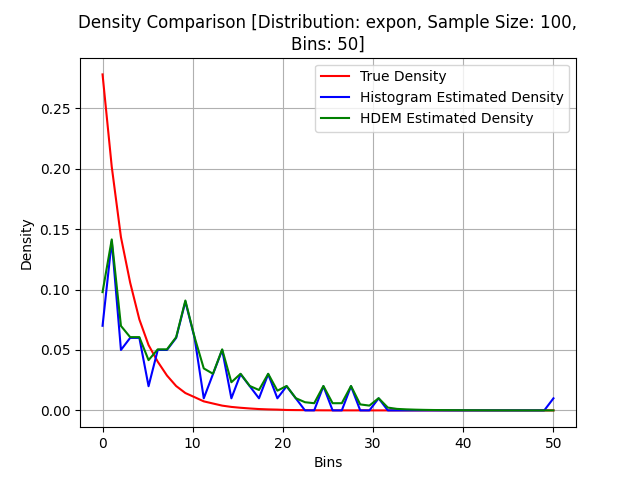 Density Comparison [Distribution: expon, Sample Size: 100,
Bins: 50]
True Density
Histogram Estimated Density
HDEM Estimated Density
Density
0.25
0.20
0.15
0.10
0.05
0.00
0 10 20 30 40 50
Bins